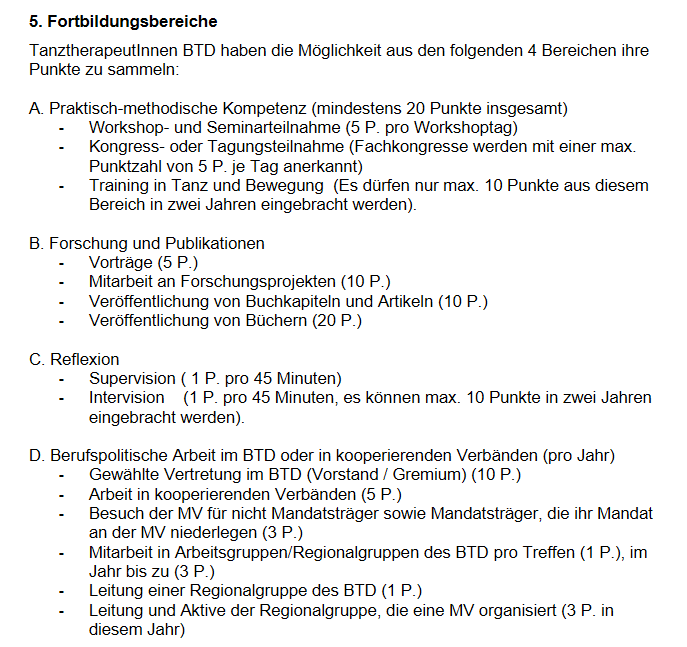 5. Fortbildungsbereiche
TanztherapeutInnen BTD haben die Möglichkeit aus den folgenden 4 Bereichen ihre
Punkte zu sammeln:
A. Praktisch-methodische Kompetenz (mindestens 20 Punkte insgesamt)
- Workshop- und Seminarteilnahme (5 P. pro Workshoptag)
- Kongress- oder Tagungsteilnahme (Fachkongresse werden mit einer max.
Punktzahl von 5 P. je Tag anerkannt)
- Training in Tanz und Bewegung (Es dürfen nur max. 10 Punkte aus diesem
Bereich in zwei Jahren eingebracht werden).
B. Forschung und Publikationen
- Vorträge (5 P.)
- Mitarbeit an Forschungsprojekten (10 P.)
- Veröffentlichung von Buchkapiteln und Artikeln (10 P.)
- Veröffentlichung von Büchern (20 P.)
C. Reflexion
- Supervision ( 1 P. pro 45 Minuten)
- Intervision (1 P. pro 45 Minuten, es können max. 10 Punkte in zwei Jahren
eingebracht werden).
D. Berufspolitische Arbeit im BTD oder in kooperierenden Verbänden (pro Jahr)
- Gewählte Vertretung im BTD (Vorstand / Gremium) (10 P.)
- Arbeit in kooperierenden Verbänden (5 P.)
- Besuch der MV für nicht Mandatsträger sowie Mandatsträger, die ihr Mandat
an der MV niederlegen (3 P.)
- Mitarbeit in Arbeitsgruppen/Regionalgruppen des BTD pro Treffen (1 P.), im
Jahr bis zu (3 P.)
- Leitung einer Regionalgruppe des BTD (1 P.)
- Leitung und Aktive der Regionalgruppe, die eine MV organisiert (3 P. in
diesem Jahr)